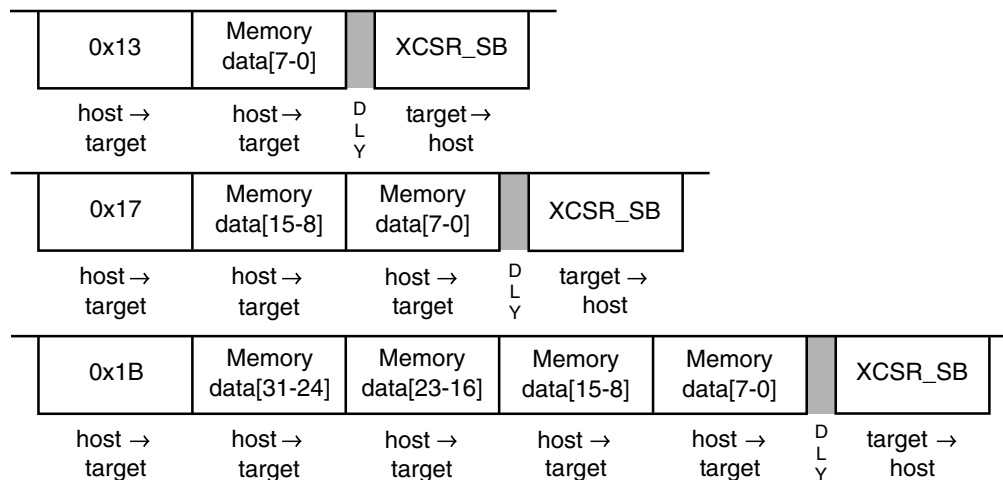 0x13 Memory data[7-0] XCSR_SB
host → target host → target D L Y target → host
0x17 Memory data[15-8] Memory data[7-0] XCSR_SB
host → target host → target host → target D L Y target → host
0x1B Memory data[31-24] Memory data[23-16] Memory data[15-8] Memory data[7-0] XCSR_SB
host → target host → target host → target host → target host → target D L Y target → host